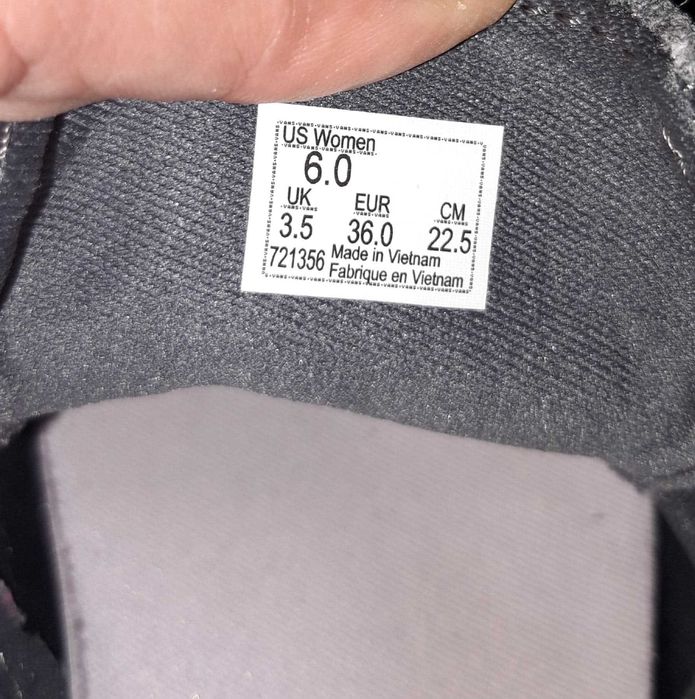 US Women
6.0
UK EUR CM
3.5 36.0 22.5
721356 Made in Vietnam
Fabrique en Vietnam